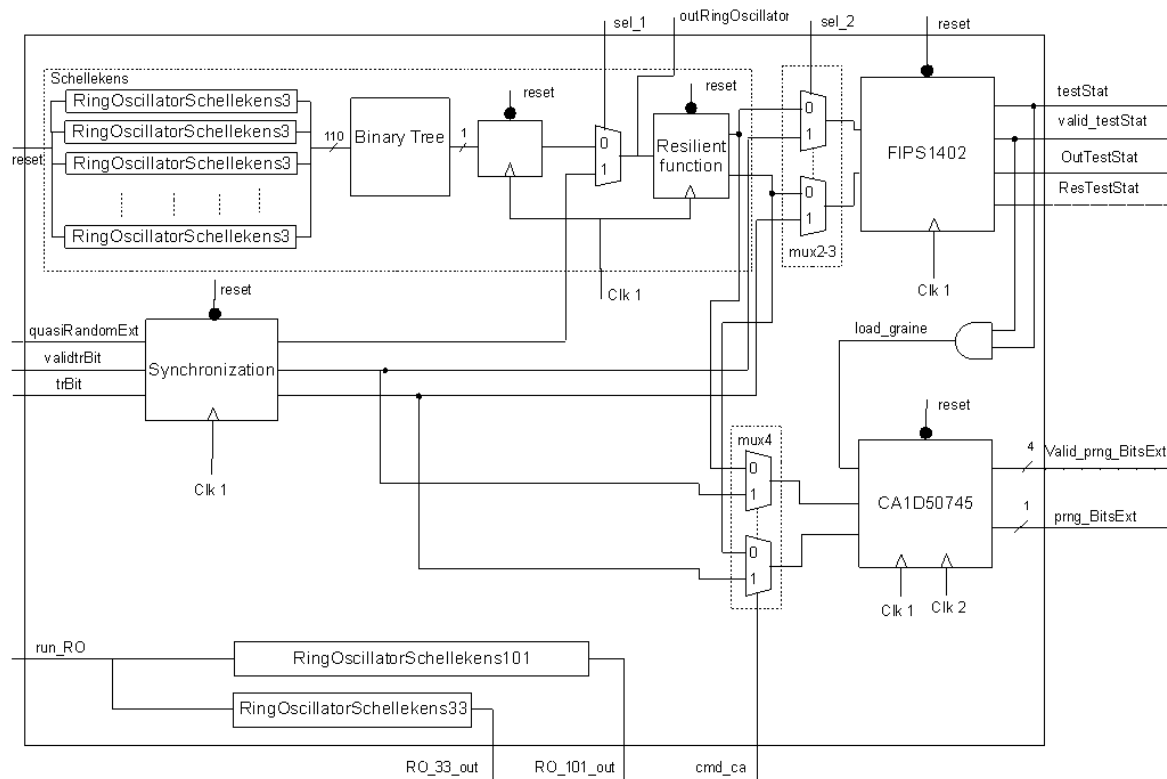 sel_1
outRingOscillator
sel_2
reset
Schellekens
RingOscillatorSchellekens3
RingOscillatorSchellekens3
RingOscillatorSchellekens3
RingOscillatorSchellekens3
reset
110
Binary Tree
1
reset
0
1
reset
Resilient
function
Clk 1
0
1
0
1
mux2-3
FIPS1402
Clk 1
testStat
valid_testStat
OutTestStat
ResTestStat
load_graine
quasiRandomExt
validtrBit
trBit
reset
Synchronization
Clk 1
mux4
0
1
0
1
reset
CA1D50745
Clk 1
Clk 2
4
Valid_prng_BitsExt
1
prng_BitsExt
run_RO
RingOscillatorSchellekens101
RingOscillatorSchellekens33
RO_33_out
RO_101_out
cmd_ca